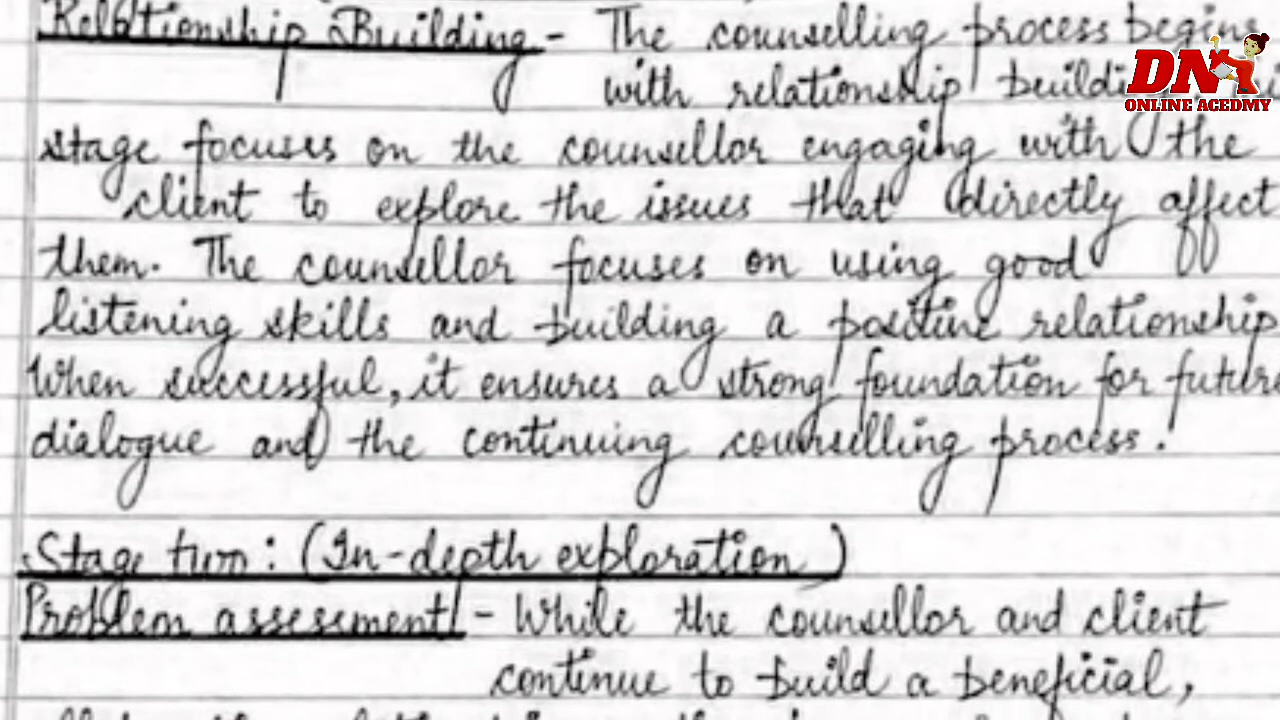 Relationship Building - The counselling process begins
with relationship
stage focuses on the counsellor engaging with the
client to explore the issues that directly affect
them. The counsellor focuses on using good
listening skills and building a positive relationship
When successful, it ensures a strong foundation for
dialogue and the continuing counselling process.
Stage two: (In-depth exploration)
Problem assesement - While the counsellor and client
continue to build a beneficial,
DN
ONLINE ACEDMY